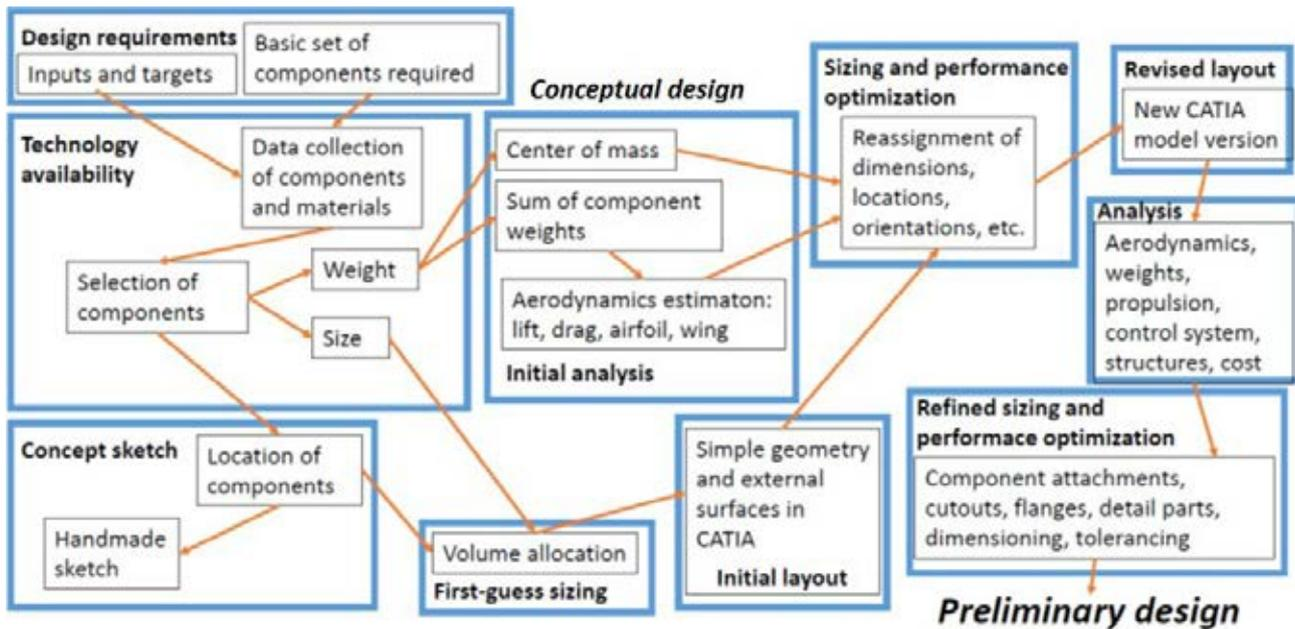 Design requirements
Inputs and targets
Basic set of
components required
Technology
availability
Data collection
of components
and materials
Selection of
components
Weight
Size
Concept sketch
Location of
components
Handmade
sketch
Conceptual design
Center of mass
Sum of component
weights
Aerodynamics estimaton:
lift, drag, airfoil, wing
Initial analysis
Volume allocation
First-guess sizing
Simple geometry
and external
surfaces in
CATIA
Initial layout
Sizing and performance
optimization
Reassignment of
dimensions,
locations,
orientations, etc.
Revised layout
New CATIA
model version
Analysis
Aerodynamics,
weights,
propulsion,
control system,
structures, cost
Refined sizing and
performace optimization
Component attachments,
cutouts, flanges, detail parts,
dimensioning, tolerancing
Preliminary design